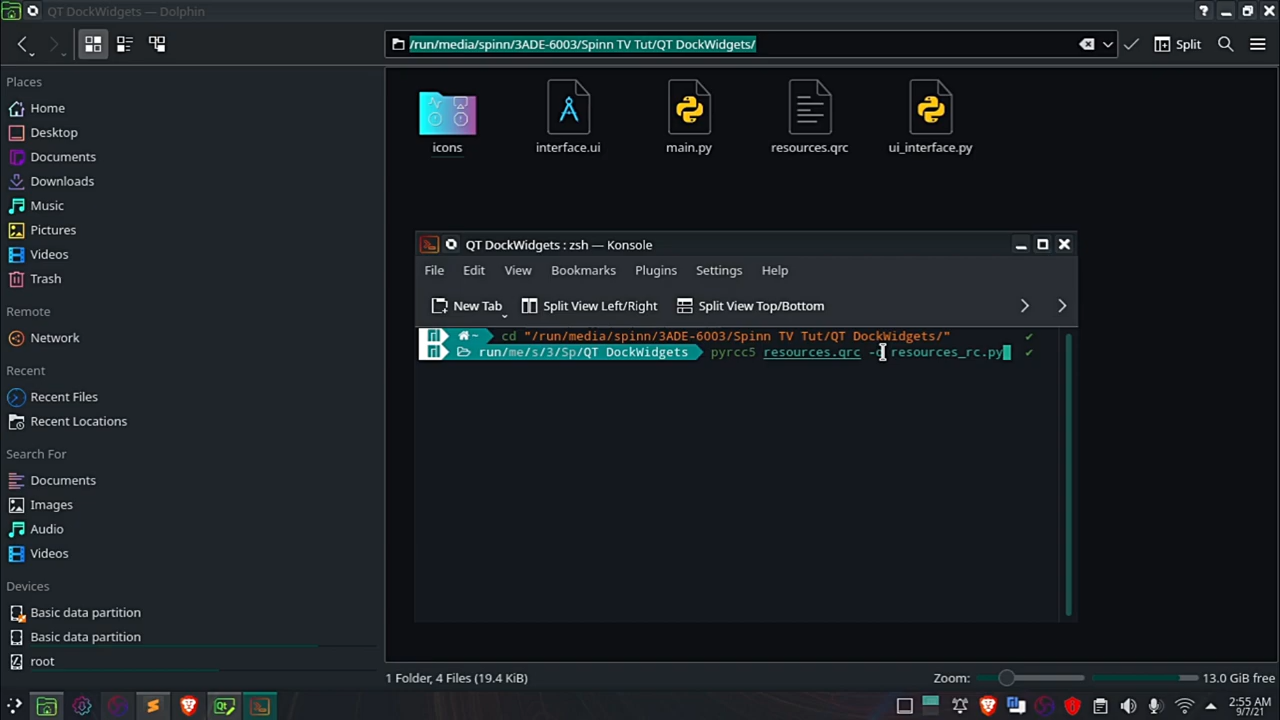 QT DockWidgets — Dolphin
/run/media/spinn/3ADE-6003/Spinn TV Tut/QT DockWidgets/
Split
Places
Home
Desktop
Documents
Downloads
Music
Pictures
Videos
Trash
Remote
Network
Recent
Recent Files
Recent Locations
Search For
Documents
Images
Audio
Videos
Devices
Basic data partition
Basic data partition
root
icons
interface.ui
main.py
resources.qrc
ui_interface.py
QT DockWidgets : zsh — Konsole
File Edit View Bookmarks Plugins Settings Help
New Tab Split View Left/Right Split View Top/Bottom
~ cd "/run/media/spinn/3ADE-6003/Spinn TV Tut/QT DockWidgets/" ✔
run/me/s/3/Sp/QT DockWidgets pyrcc5 resources.qrc -o resources_rc.py ✔
1 Folder, 4 Files (19.4 KiB)
Zoom:
13.0 GiB free
2:55 AM
9/7/21